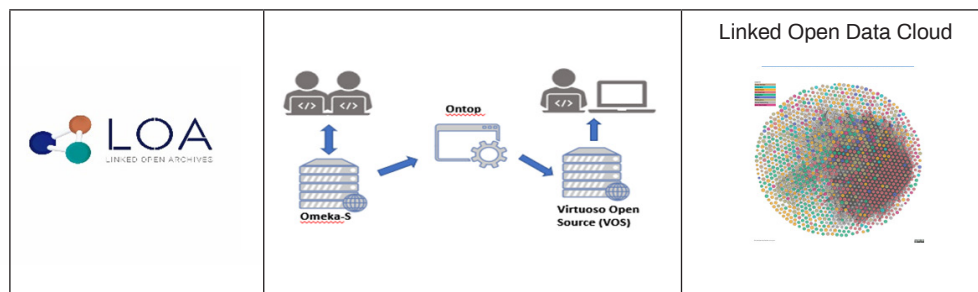 LOA
LINKED OPEN ARCHIVES
</>
</>
Omeka-S
Ontop
</>
Virtuoso Open
Source (VOS)
Linked Open Data Cloud